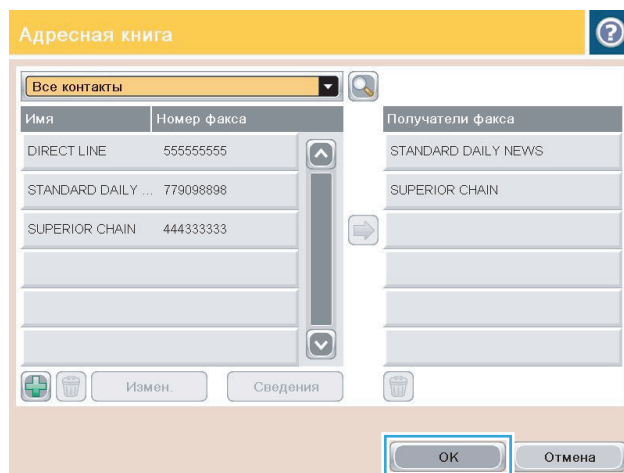 Адресная книга
Все контакты
Имя Номер факса Получатели факса
DIRECT LINE 555555555 STANDARD DAILY NEWS
STANDARD DAILY ... 779098898 SUPERIOR CHAIN
SUPERIOR CHAIN 444333333
Измен. Сведения
OK Отмена